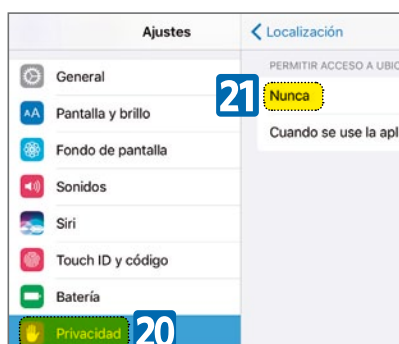 Ajustes
General
Pantalla y brillo
Fondo de pantalla
Sonidos
Siri
Touch ID y código
Batería
Privacidad
20
Localización
PERMITIR ACCESO A UBIC
21
Nunca
Cuando se use la apl